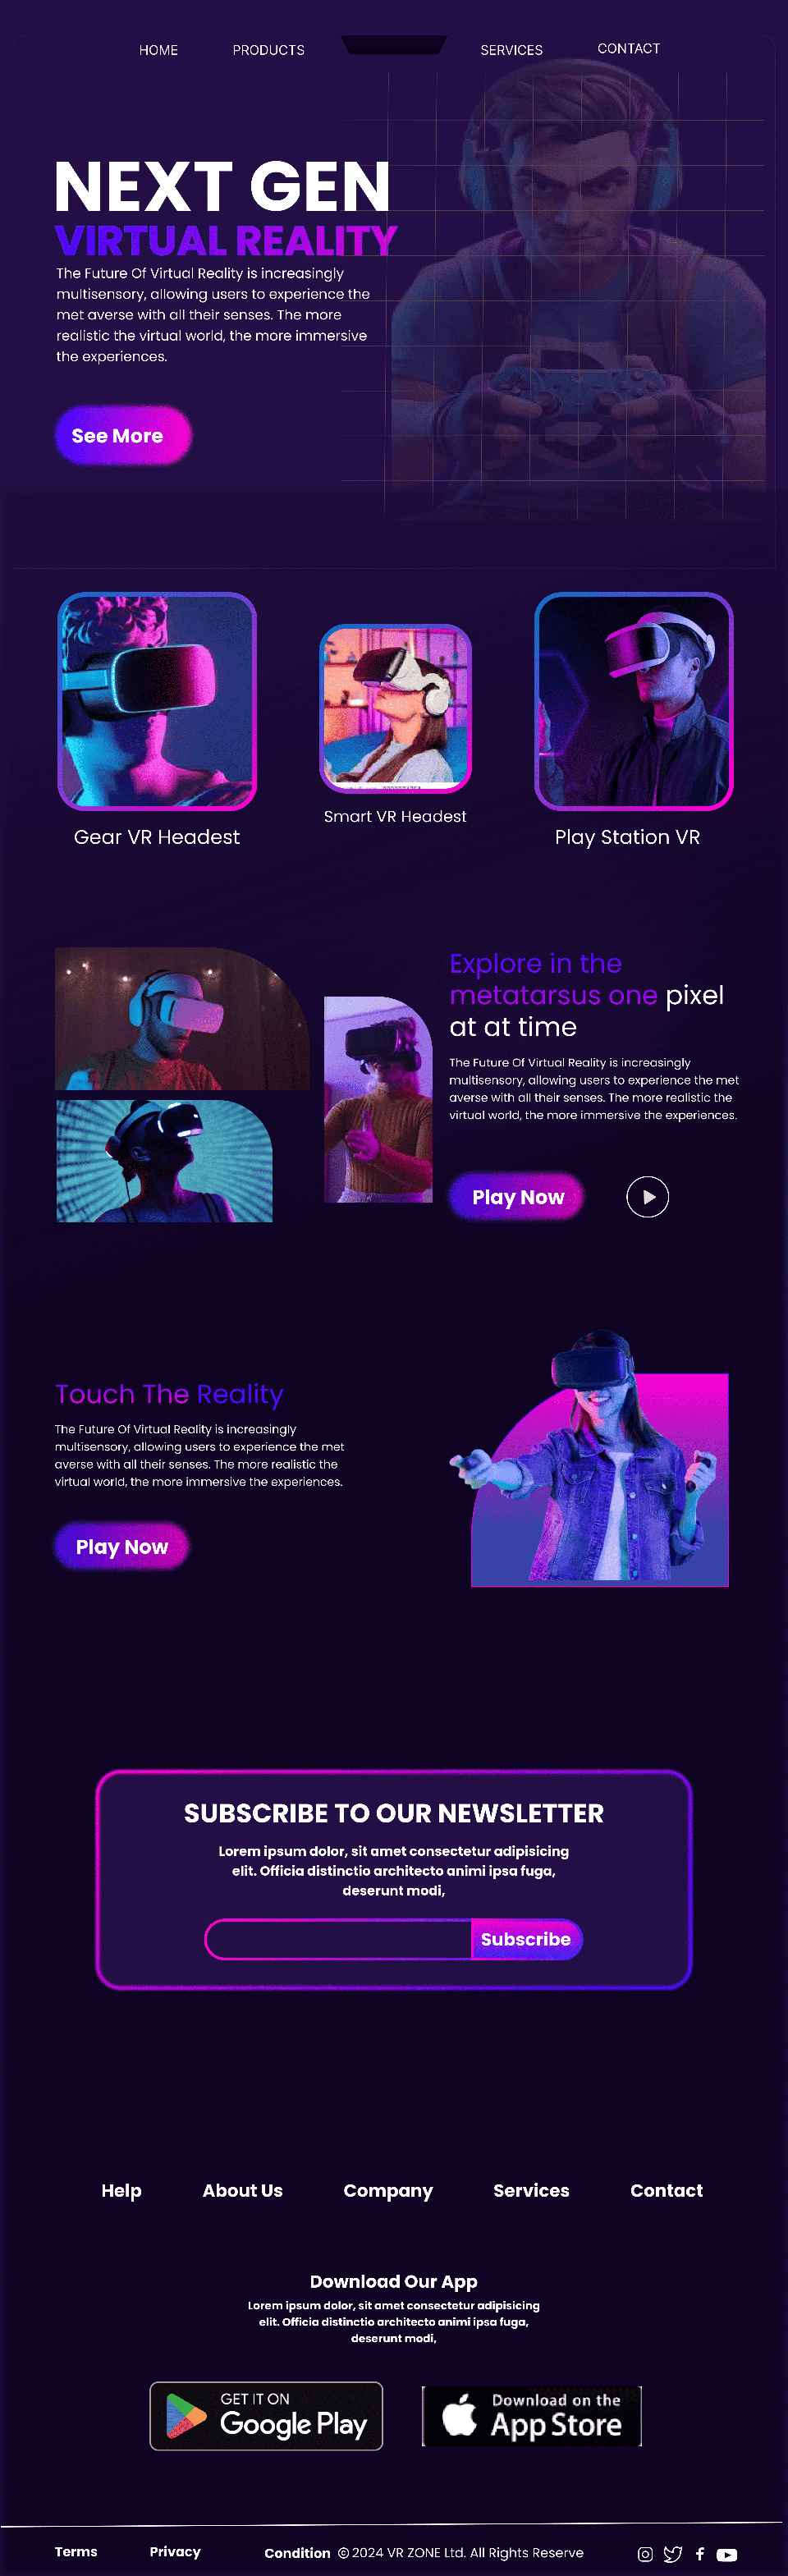 HOME PRODUCTS SERVICES CONTACT
NEXT GEN
VIRTUAL REALITY
The Future Of Virtual Reality is increasingly
multisensory, allowing users to experience the
met averse with all their senses. The more
realistic the virtual world, the more immersive
the experiences.
See More
Gear VR Headest
Smart VR Headest
Play Station VR
Explore in the
metatarsus one pixel
at at time
The Future Of Virtual Reality is increasingly
multisensory, allowing users to experience the met
averse with all their senses. The more realistic the
virtual world, the more immersive the experiences.
Play Now
Touch The Reality
The Future Of Virtual Reality is increasingly
multisensory, allowing users to experience the met
averse with all their senses. The more realistic the
virtual world, the more immersive the experiences.
Play Now
SUBSCRIBE TO OUR NEWSLETTER
Lorem ipsum dolor, sit amet consectetur adipisicing
elit. Officia distinctio architecto animi ipsa fuga,
deserunt modi,
Subscribe
Help About Us Company Services Contact
Download Our App
Lorem ipsum dolor, sit amet consectetur adipisicing
elit. Officia distinctio architecto animi ipsa fuga,
deserunt modi,
GET IT ON
Google Play
Download on the
App Store
Terms Privacy Condition © 2024 VR ZONE Ltd. All Rights Reserve